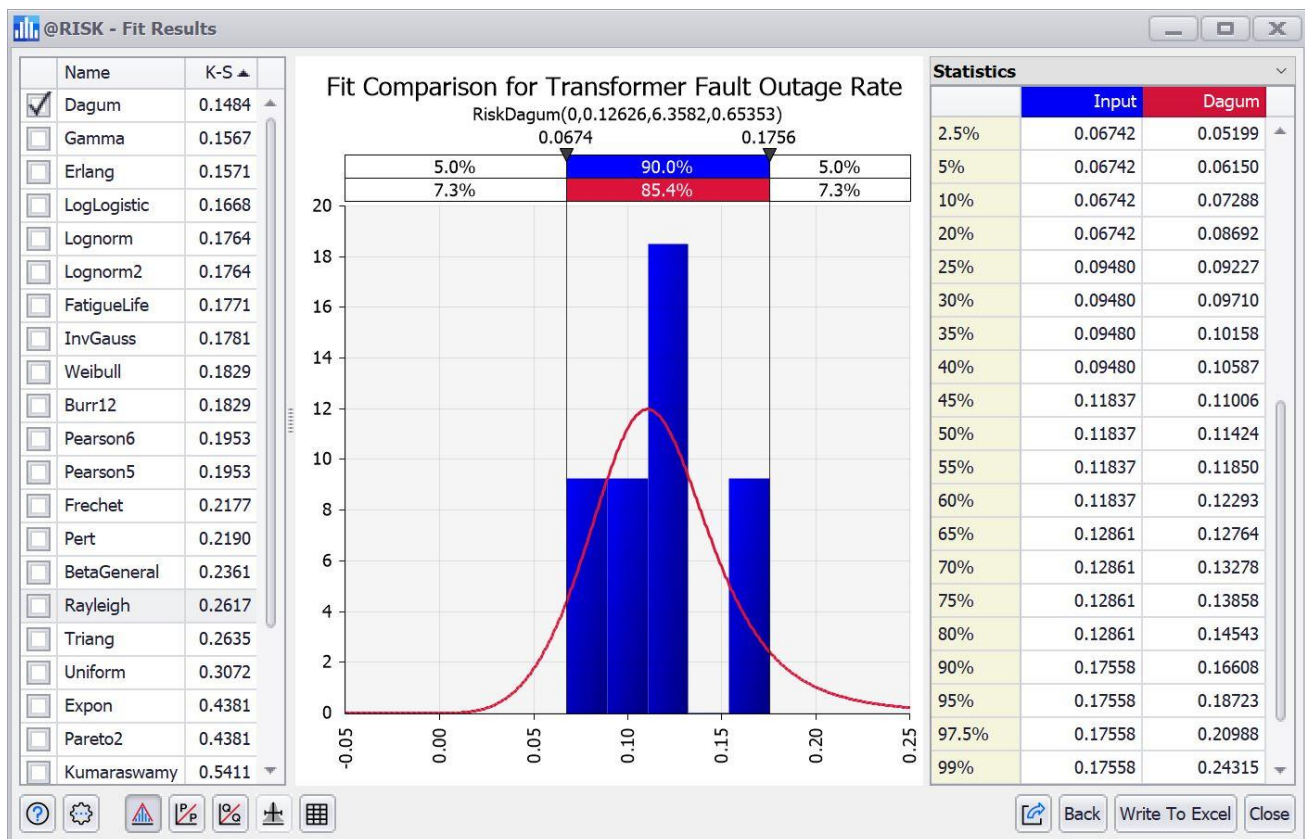 @RISK - Fit Results
Name K-S
Dagum 0.1484
Gamma 0.1567
Erlang 0.1571
LogLogistic 0.1668
Lognorm 0.1764
Lognorm2 0.1764
FatigueLife 0.1771
InvGauss 0.1781
Weibull 0.1829
Burr12 0.1829
Pearson6 0.1953
Pearson5 0.1953
Frechet 0.2177
Pert 0.2190
BetaGeneral 0.2361
Rayleigh 0.2617
Triang 0.2635
Uniform 0.3072
Expon 0.4381
Pareto2 0.4381
Kumaraswamy 0.5411
Fit Comparison for Transformer Fault Outage Rate
RiskDagum(0,0.12626,6.3582,0.65353)
0.0674 0.1756
5.0% 90.0% 5.0%
7.3% 85.4% 7.3%
20
18
16
14
12
10
8
6
4
2
0
-0.05 0.00 0.05 0.10 0.15 0.20 0.25
Statistics
Input Dagum
2.5% 0.06742 0.05199
5% 0.06742 0.06150
10% 0.06742 0.07288
20% 0.06742 0.08692
25% 0.09480 0.09227
30% 0.09480 0.09710
35% 0.09480 0.10158
40% 0.09480 0.10587
45% 0.11837 0.11006
50% 0.11837 0.11424
55% 0.11837 0.11850
60% 0.11837 0.12293
65% 0.12861 0.12764
70% 0.12861 0.13278
75% 0.12861 0.13858
80% 0.12861 0.14543
90% 0.17558 0.16608
95% 0.17558 0.18723
97.5% 0.17558 0.20988
99% 0.17558 0.24315
? P P Q Q Back Write To Excel Close